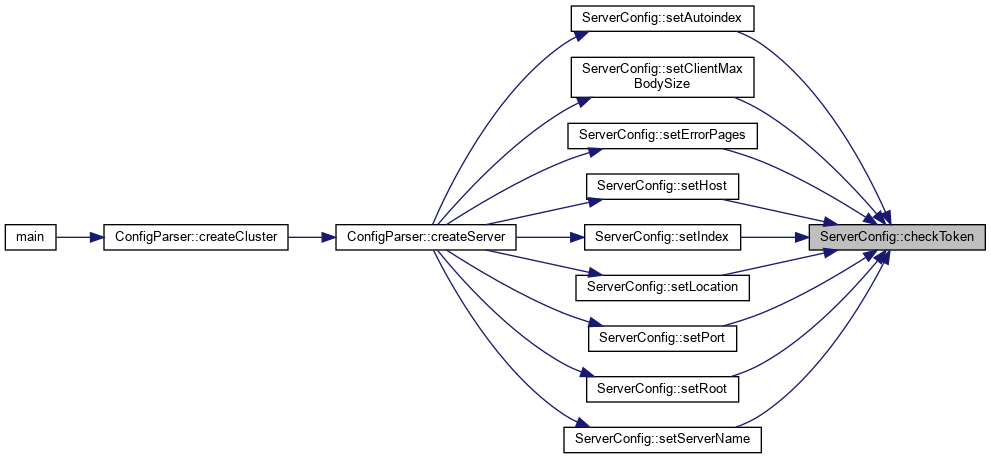 ServerConfig::setAutoindex
ServerConfig::setClientMax
BodySize
ServerConfig::setErrorPages
ServerConfig::setHost
main
ConfigParser::createCluster
ConfigParser::createServer
ServerConfig::setIndex
ServerConfig::checkToken
ServerConfig::setLocation
ServerConfig::setPort
ServerConfig::setRoot
ServerConfig::setServerName